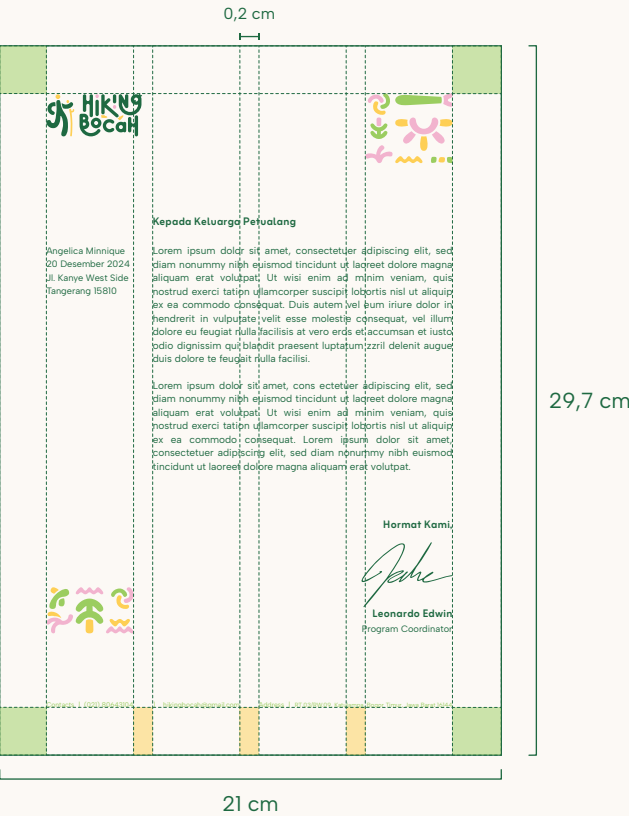 0,2 cm
HIKING
BOCAH
Kepada Keluarga Petualang
Angelica Minnique
20 Desember 2024
Jl. Kanye West Side
Tangerang 15810
Lorem ipsum dolor sit amet, consectetuer adipiscing elit, sed
diam nonummy nibh euismod tincidunt ut laoreet dolore magna
aliquam erat volutpat. Ut wisi enim ad minim veniam, quis
nostrud exerci tation ullamcorper suscipit lobortis nisl ut aliquip
ex ea commodo consequat. Duis autem vel eum iriure dolor in
hendrerit in vulputate velit esse molestie consequat, vel illum
dolore eu feugiat nulla facilisis at vero eros et accumsan et iusto
odio dignissim qui blandit praesent luptatum zzril delenit augue
duis dolore te feugait nulla facilisi.
Lorem ipsum dolor sit amet, cons ectetuer adipiscing elit, sed
diam nonummy nibh euismod tincidunt ut laoreet dolore magna
aliquam erat volutpat. Ut wisi enim ad minim veniam, quis
nostrud exerci tation ullamcorper suscipit lobortis nisl ut aliquip
ex ea commodo consequat. Lorem ipsum dolor sit amet,
consectetuer adipiscing elit, sed diam nonummy nibh euismod
tincidunt ut laoreet dolore magna aliquam erat volutpat.
29,7 cm
Hormat Kami,
Leonardo Edwin
Program Coordinator
21 cm